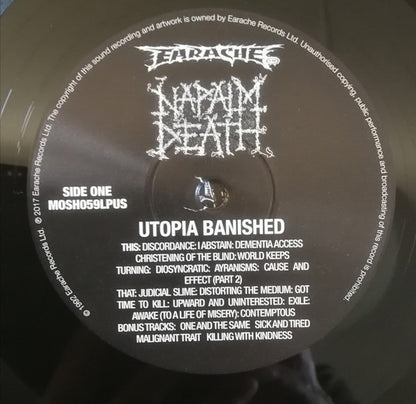 The copyright of this sound recording and artwork is owned by Earache Records Ltd. Unauthorised copying, public performance and broadcasting of this record is prohibited.
℗ 1992 Earache Records Ltd. © 2017 Earache Records Ltd.
EARACHE
NAPALM
DEATH
SIDE ONE
MOSH059LPUS
UTOPIA BANISHED
THIS: DISCORDANCE: I ABSTAIN: DEMENTIA ACCESS
CHRISTENING OF THE BLIND: WORLD KEEPS
TURNING: DIOSYNCRATIC: AYRANISMS: CAUSE AND
EFFECT (PART 2)
THAT: JUDICIAL SLIME: DISTORTING THE MEDIUM: GOT
TIME TO KILL: UPWARD AND UNINTERESTED: EXILE:
AWAKE (TO A LIFE OF MISERY): CONTEMPTOUS
BONUS TRACKS: ONE AND THE SAME SICK AND TIRED
MALIGNANT TRAIT KILLING WITH KINDNESS